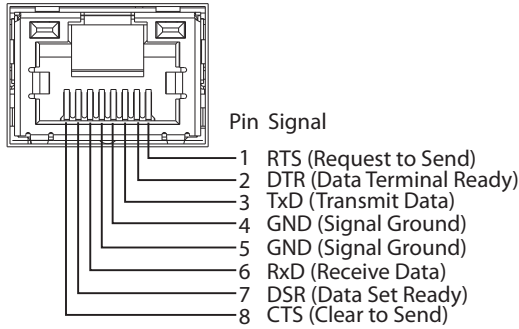 Pin Signal
1 RTS (Request to Send)
2 DTR (Data Terminal Ready)
3 TxD (Transmit Data)
4 GND (Signal Ground)
5 GND (Signal Ground)
6 RxD (Receive Data)
7 DSR (Data Set Ready)
8 CTS (Clear to Send)